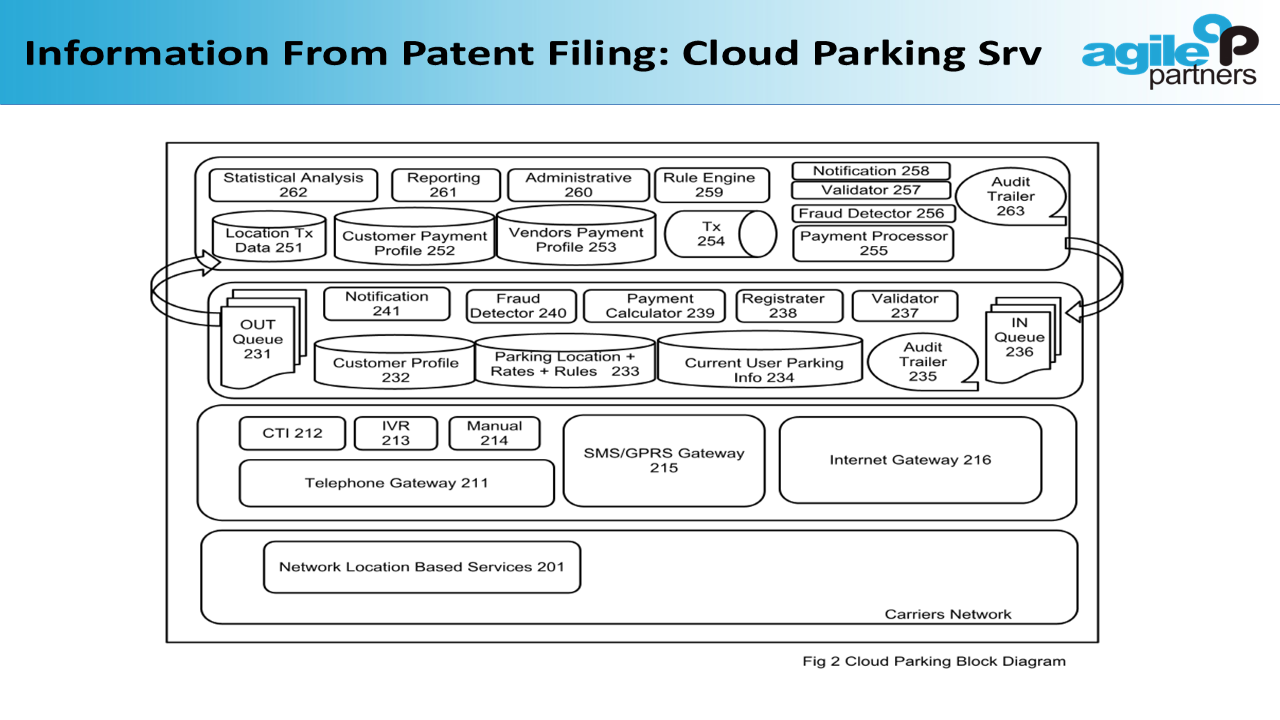 Information From Patent Filing: Cloud Parking Srv
agile P
partners
Statistical Analysis
262
Reporting
261
Administrative
260
Rule Engine
259
Notification 258
Validator 257
Fraud Detector 256
Payment Processor
255
Audit
Trailer
263
Location Tx
Data 251
Customer Payment
Profile 252
Vendors Payment
Profile 253
Tx
254
OUT
Queue
231
Notification
241
Fraud
Detector 240
Payment
Calculator 239
Registrater
238
Validator
237
IN
Queue
236
Customer Profile
232
Parking Location +
Rates + Rules 233
Current User Parking
Info 234
Audit
Trailer
235
CTI 212
IVR
213
Manual
214
Telephone Gateway 211
SMS/GPRS Gateway
215
Internet Gateway 216
Network Location Based Services 201
Carriers Network
Fig 2 Cloud Parking Block Diagram